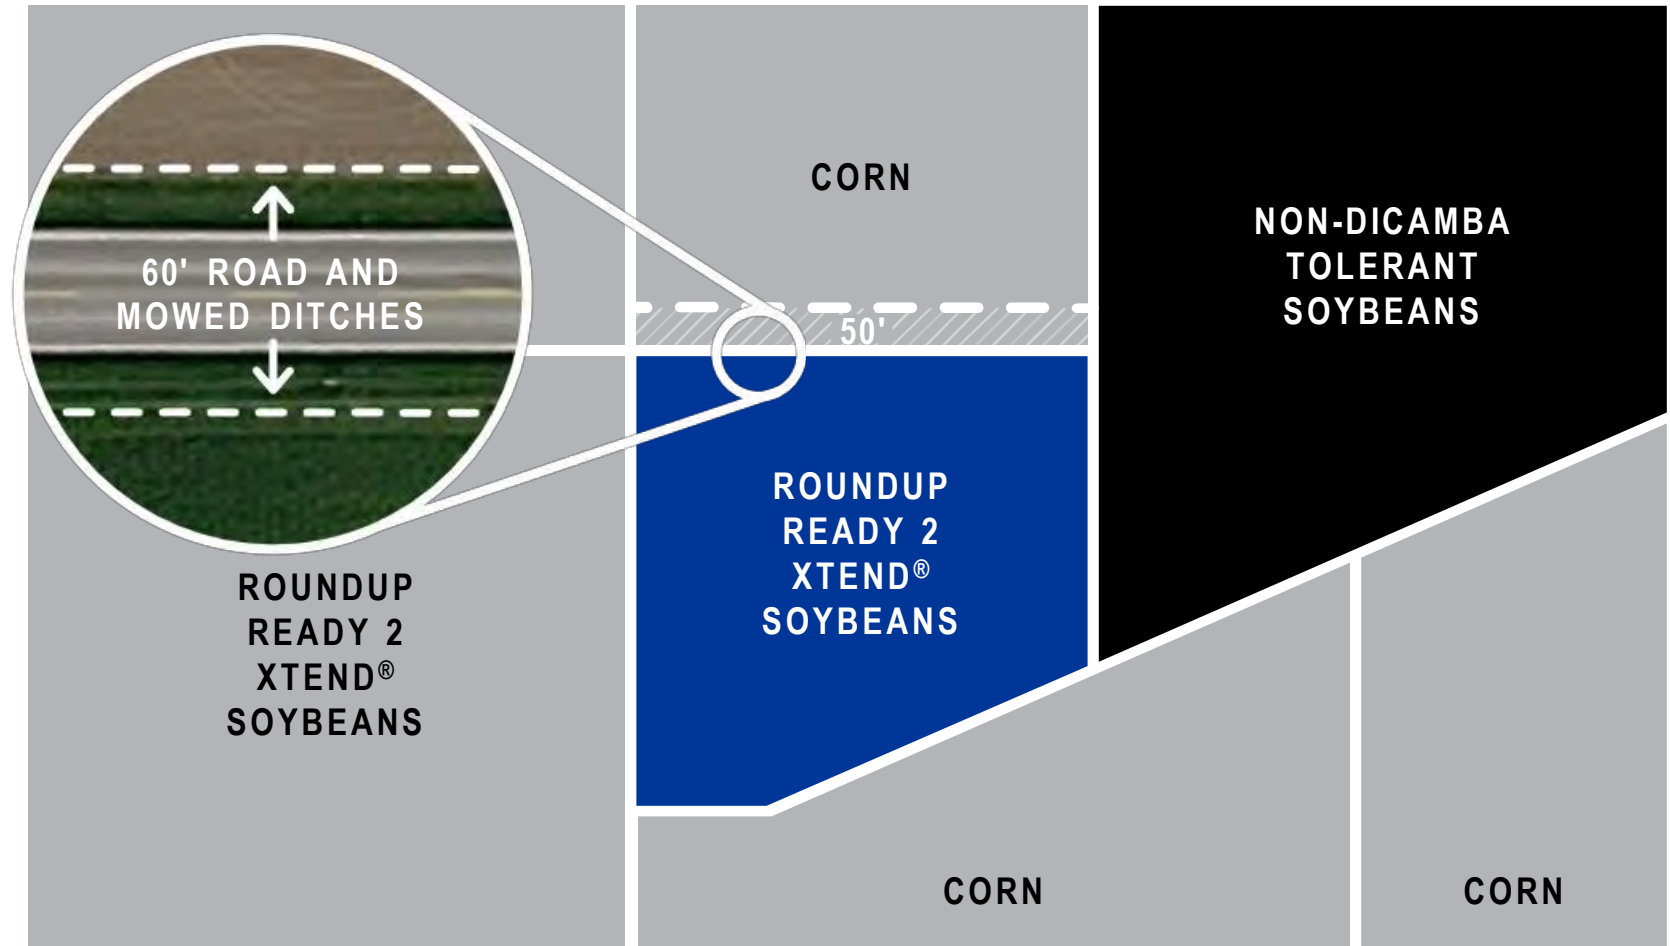 60' ROAD AND
MOWED DITCHES
CORN
50'
NON-DICAMBA
TOLERANT
SOYBEANS
ROUNDUP
READY 2
XTEND®
SOYBEANS
ROUNDUP
READY 2
XTEND®
SOYBEANS
CORN
CORN